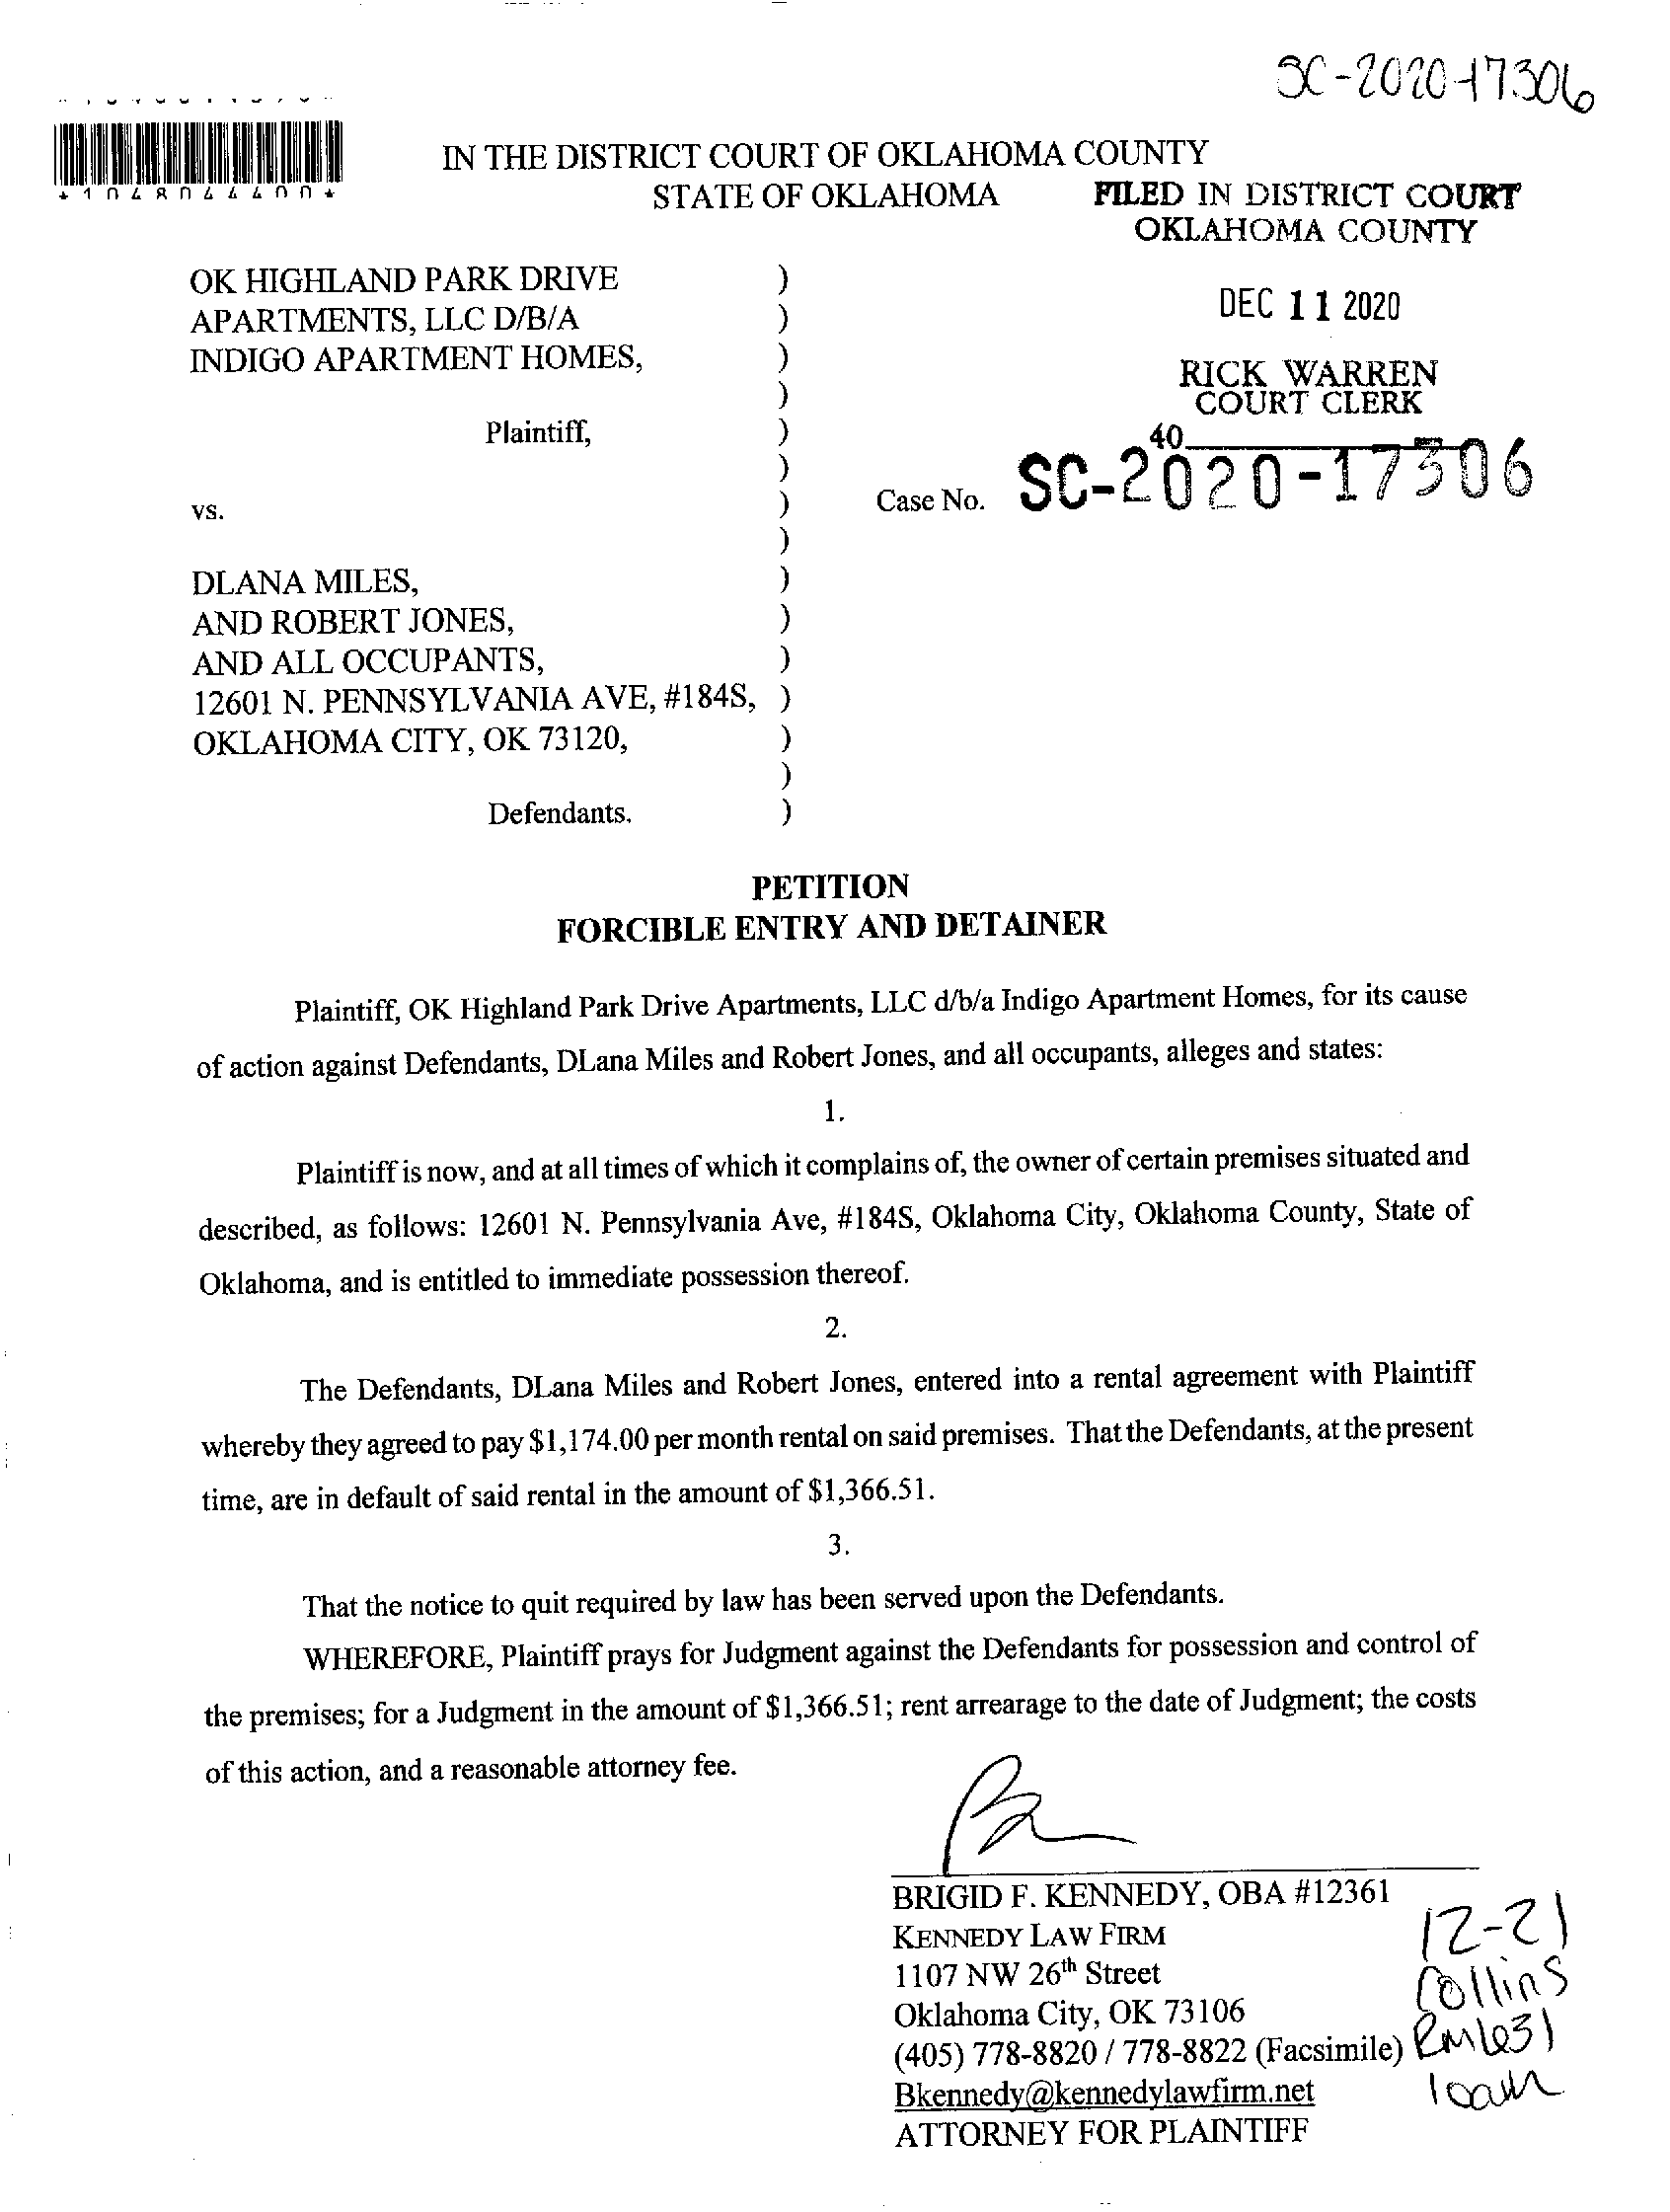 SC-2020-17306
*1048044400*
IN THE DISTRICT COURT OF OKLAHOMA COUNTY
STATE OF OKLAHOMA
FILED IN DISTRICT COURT
OKLAHOMA COUNTY
OK HIGHLAND PARK DRIVE )
APARTMENTS, LLC D/B/A )
INDIGO APARTMENT HOMES, )
)
DEC 11 2020
RICK WARREN
COURT CLERK
40
Plaintiff, )
)
vs. ) Case No. SC-2020-17306
)
DLANA MILES, )
AND ROBERT JONES, )
AND ALL OCCUPANTS, )
12601 N. PENNSYLVANIA AVE, #184S, )
OKLAHOMA CITY, OK 73120, )
)
Defendants. )
PETITION
FORCIBLE ENTRY AND DETAINER
Plaintiff, OK Highland Park Drive Apartments, LLC d/b/a Indigo Apartment Homes, for its cause
of action against Defendants, DLana Miles and Robert Jones, and all occupants, alleges and states:
1.
Plaintiff is now, and at all times of which it complains of, the owner of certain premises situated and
described, as follows: 12601 N. Pennsylvania Ave, #184S, Oklahoma City, Oklahoma County, State of
Oklahoma, and is entitled to immediate possession thereof.
2.
The Defendants, DLana Miles and Robert Jones, entered into a rental agreement with Plaintiff
whereby they agreed to pay $1,174.00 per month rental on said premises. That the Defendants, at the present
time, are in default of said rental in the amount of $1,366.51.
3.
That the notice to quit required by law has been served upon the Defendants.
WHEREFORE, Plaintiff prays for Judgment against the Defendants for possession and control of
the premises; for a Judgment in the amount of $1,366.51; rent arrearage to the date of Judgment; the costs
of this action, and a reasonable attorney fee.
BRIGID F. KENNEDY, OBA #12361
KENNEDY LAW FIRM
1107 NW 26th Street
Oklahoma City, OK 73106
(405) 778-8820 / 778-8822 (Facsimile)
Bkennedy@kennedylawfirm.net
ATTORNEY FOR PLAINTIFF
12-21
Collins
Rm 631
10am